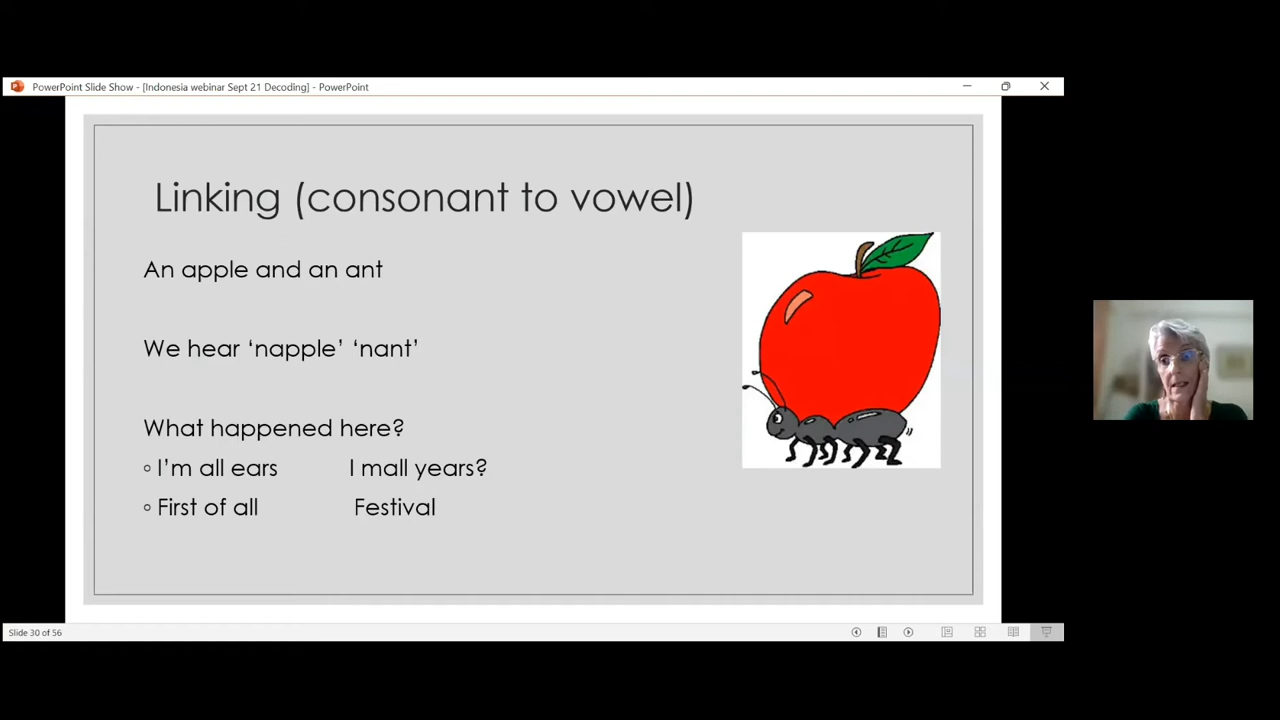 PowerPoint Slide Show - [Indonesia webinar Sept 21 Decoding] - PowerPoint
Linking (consonant to vowel)
An apple and an ant
We hear ‘napple’ ‘nant’
What happened here?
◦ I’m all ears I mall years?
◦ First of all Festival
Slide 30 of 56